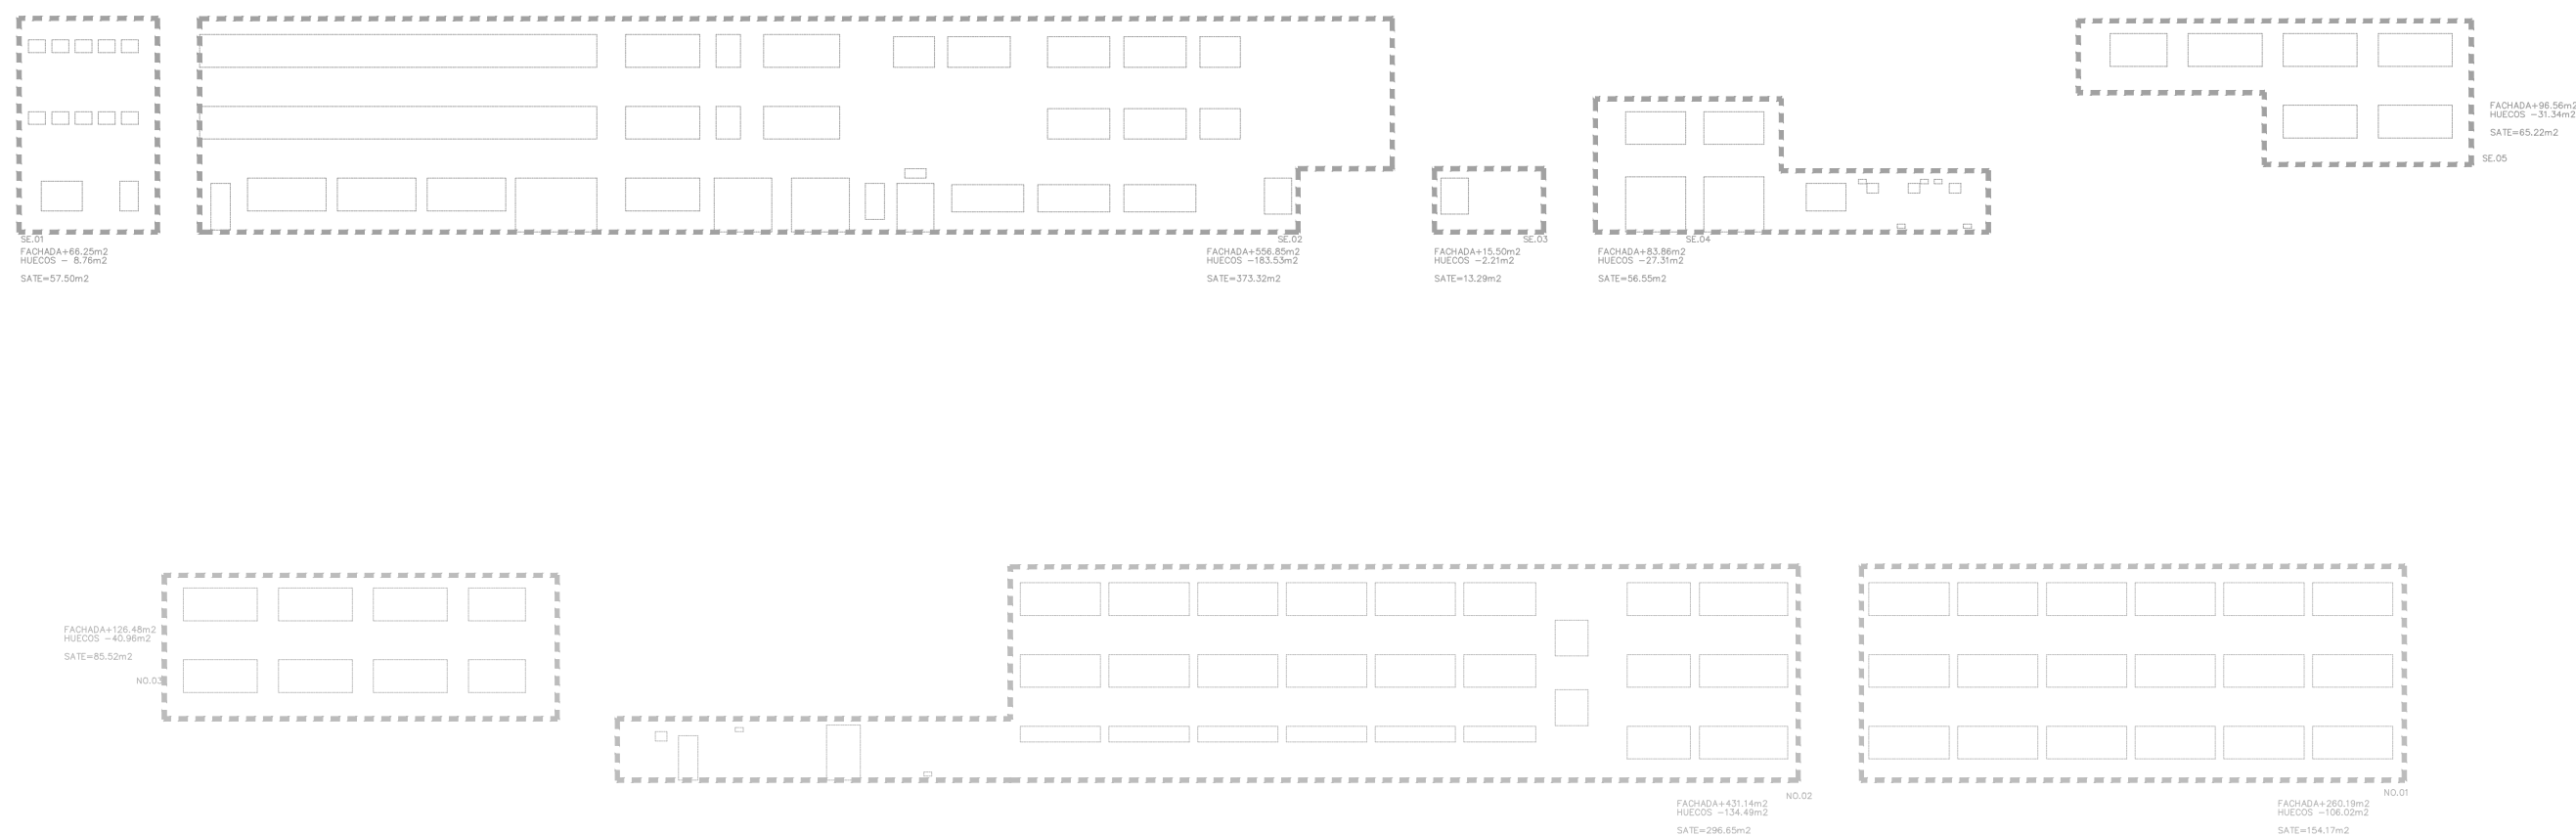 SE.01
FACHADA+66.25m2
HUECOS - 8.76m2
SATE=57.50m2
SE.02
FACHADA+556.85m2
HUECOS -183.53m2
SATE=373.32m2
SE.03
FACHADA+15.50m2
HUECOS -2.21m2
SATE=13.29m2
SE.04
FACHADA+83.86m2
HUECOS -27.31m2
SATE=56.55m2
FACHADA+96.56m2
HUECOS -31.34m2
SATE=65.22m2
SE.05
FACHADA+126.48m2
HUECOS -40.96m2
SATE=85.52m2
NO.03
NO.02
FACHADA+431.14m2
HUECOS -134.49m2
SATE=296.65m2
NO.01
FACHADA+260.19m2
HUECOS -106.02m2
SATE=154.17m2